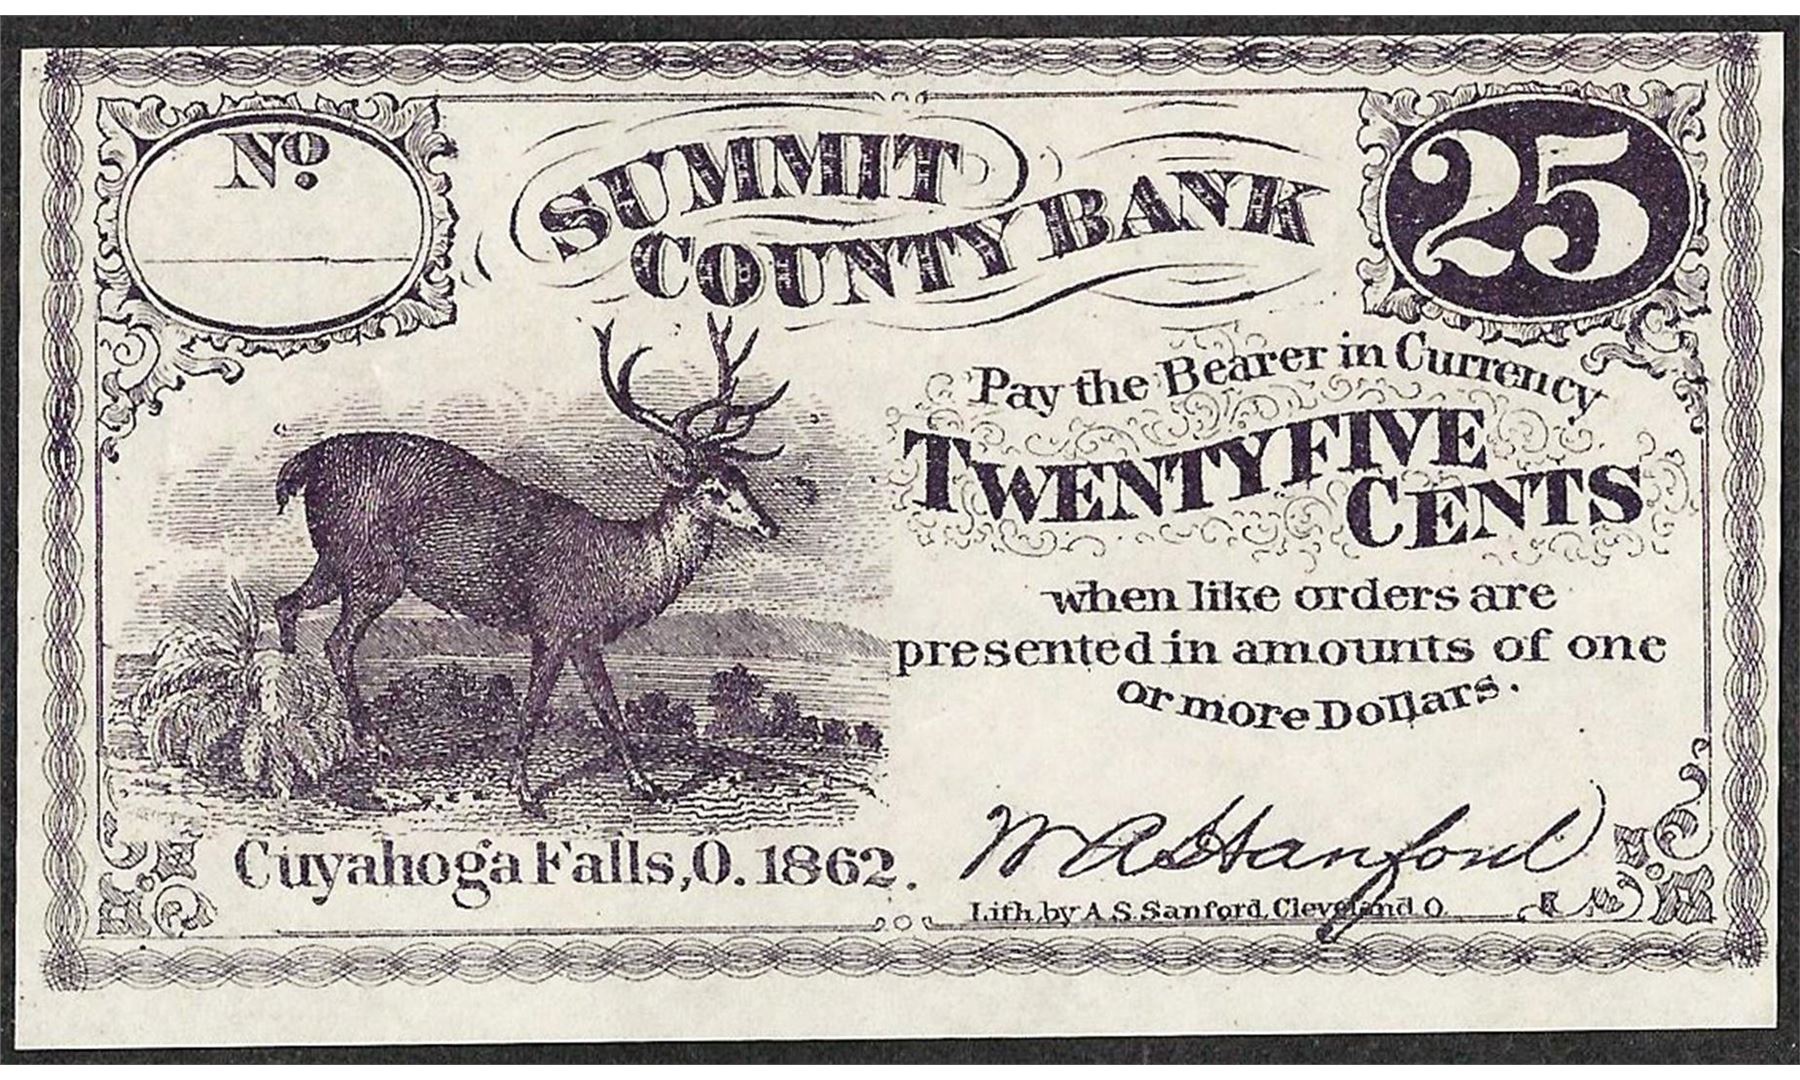 No.
SUMMIT
COUNTY BANK
25
Pay the Bearer in Currency
TWENTYFIVE
CENTS
when like orders are
presented in amounts of one
or more Dollars.
Cuyahoga Falls, O. 1862.
W A Hanford
Lith. by A. S. Sanford, Cleveland O.